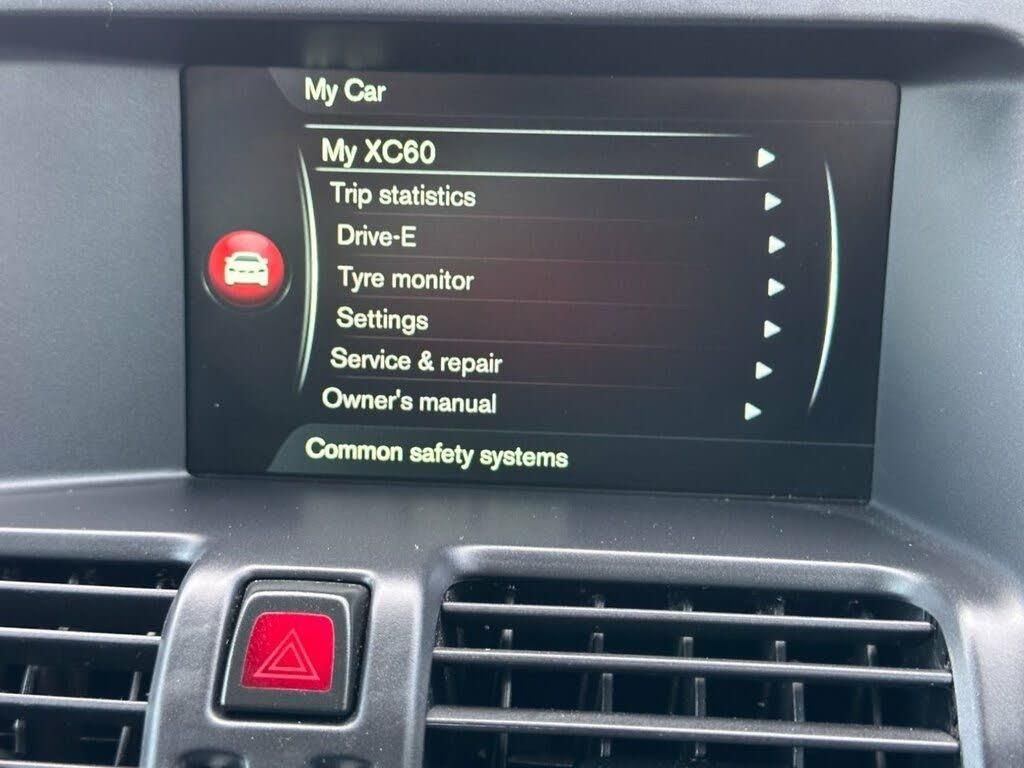 My Car
My XC60
Trip statistics
Drive-E
Tyre monitor
Settings
Service & repair
Owner's manual
Common safety systems